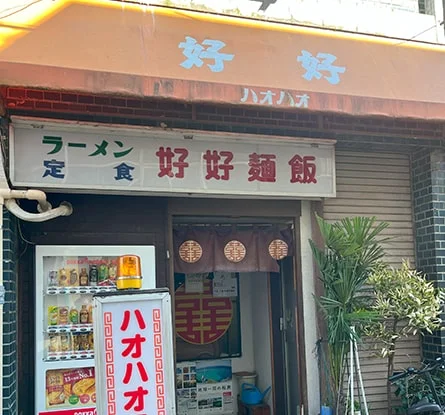 好 好
ハオハオ
ラーメン
定 食
好好麺飯
ハオハオ